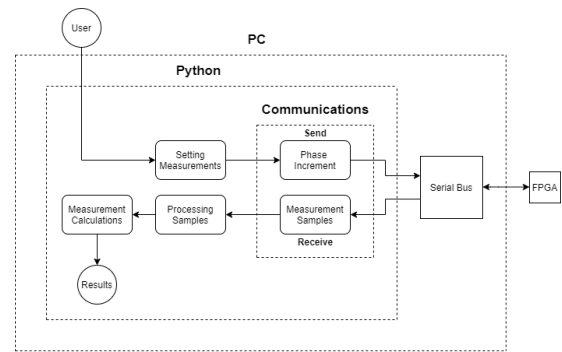 User
PC
Python
Communications
Send
Setting
Measurements
Phase
Increment
Serial Bus
FPGA
Measurement
Calculations
Processing
Samples
Measurement
Samples
Receive
Results